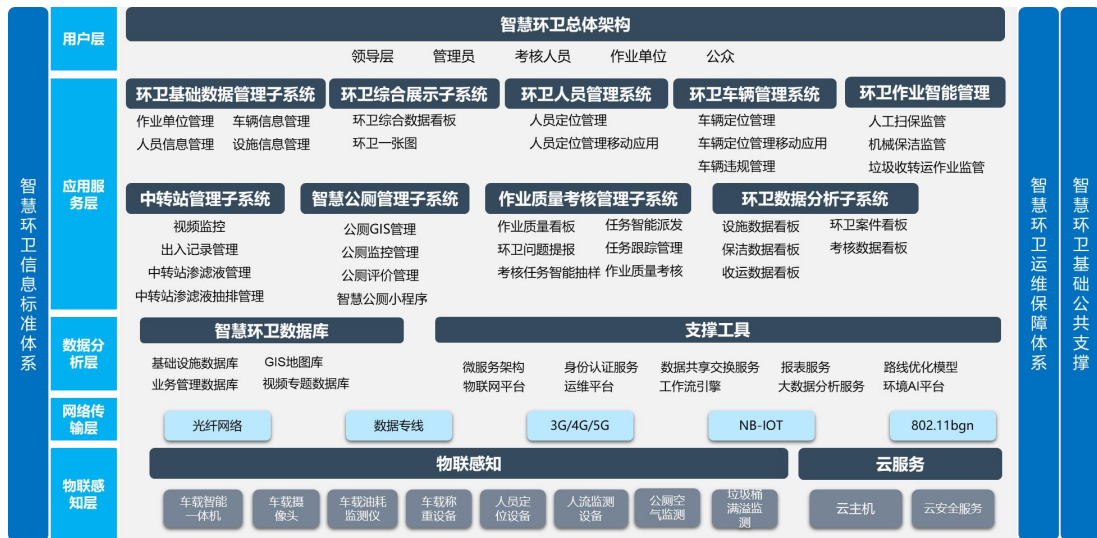 智慧环卫信息标准体系
用户层
智慧环卫总体架构
领导层 管理员 考核人员 作业单位 公众
应用服务层
环卫基础数据管理子系统
作业单位管理 车辆信息管理
人员信息管理 设施信息管理
环卫综合展示子系统
环卫综合数据看板
环卫一张图
环卫人员管理系统
人员定位管理
人员定位管理移动应用
环卫车辆管理系统
车辆定位管理
车辆定位管理移动应用
车辆违规管理
环卫作业智能管理
人工扫保监管
机械保洁监管
垃圾收转运作业监管
中转站管理子系统
视频监控
出入记录管理
中转站渗滤液管理
中转站渗滤液抽排管理
智慧公厕管理子系统
公厕GIS管理
公厕监控管理
公厕评价管理
智慧公厕小程序
作业质量考核管理子系统
作业质量看板 任务智能派发
环卫问题提报 任务跟踪管理
考核任务智能抽样 作业质量考核
环卫数据分析子系统
设施数据看板 环卫案件看板
保洁数据看板 考核数据看板
收运数据看板
数据分析层
智慧环卫数据库
基础设施数据库 GIS地图库
业务管理数据库 视频专题数据库
支撑工具
微服务架构 身份认证服务 数据共享交换服务 报表服务 路线优化模型
物联网平台 运维平台 工作流引擎 大数据分析服务 环境AI平台
网络传输层
光纤网络 数据专线 3G/4G/5G NB-IOT 802.11bgn
物联感知层
物联感知
车载智能一体机
车载摄像头
车载油耗监测仪
车载称重设备
人员定位设备
人流监测设备
公厕空气监测
垃圾桶满溢监测
云服务
云主机
云安全服务
智慧环卫运维保障体系
智慧环卫基础公共支撑